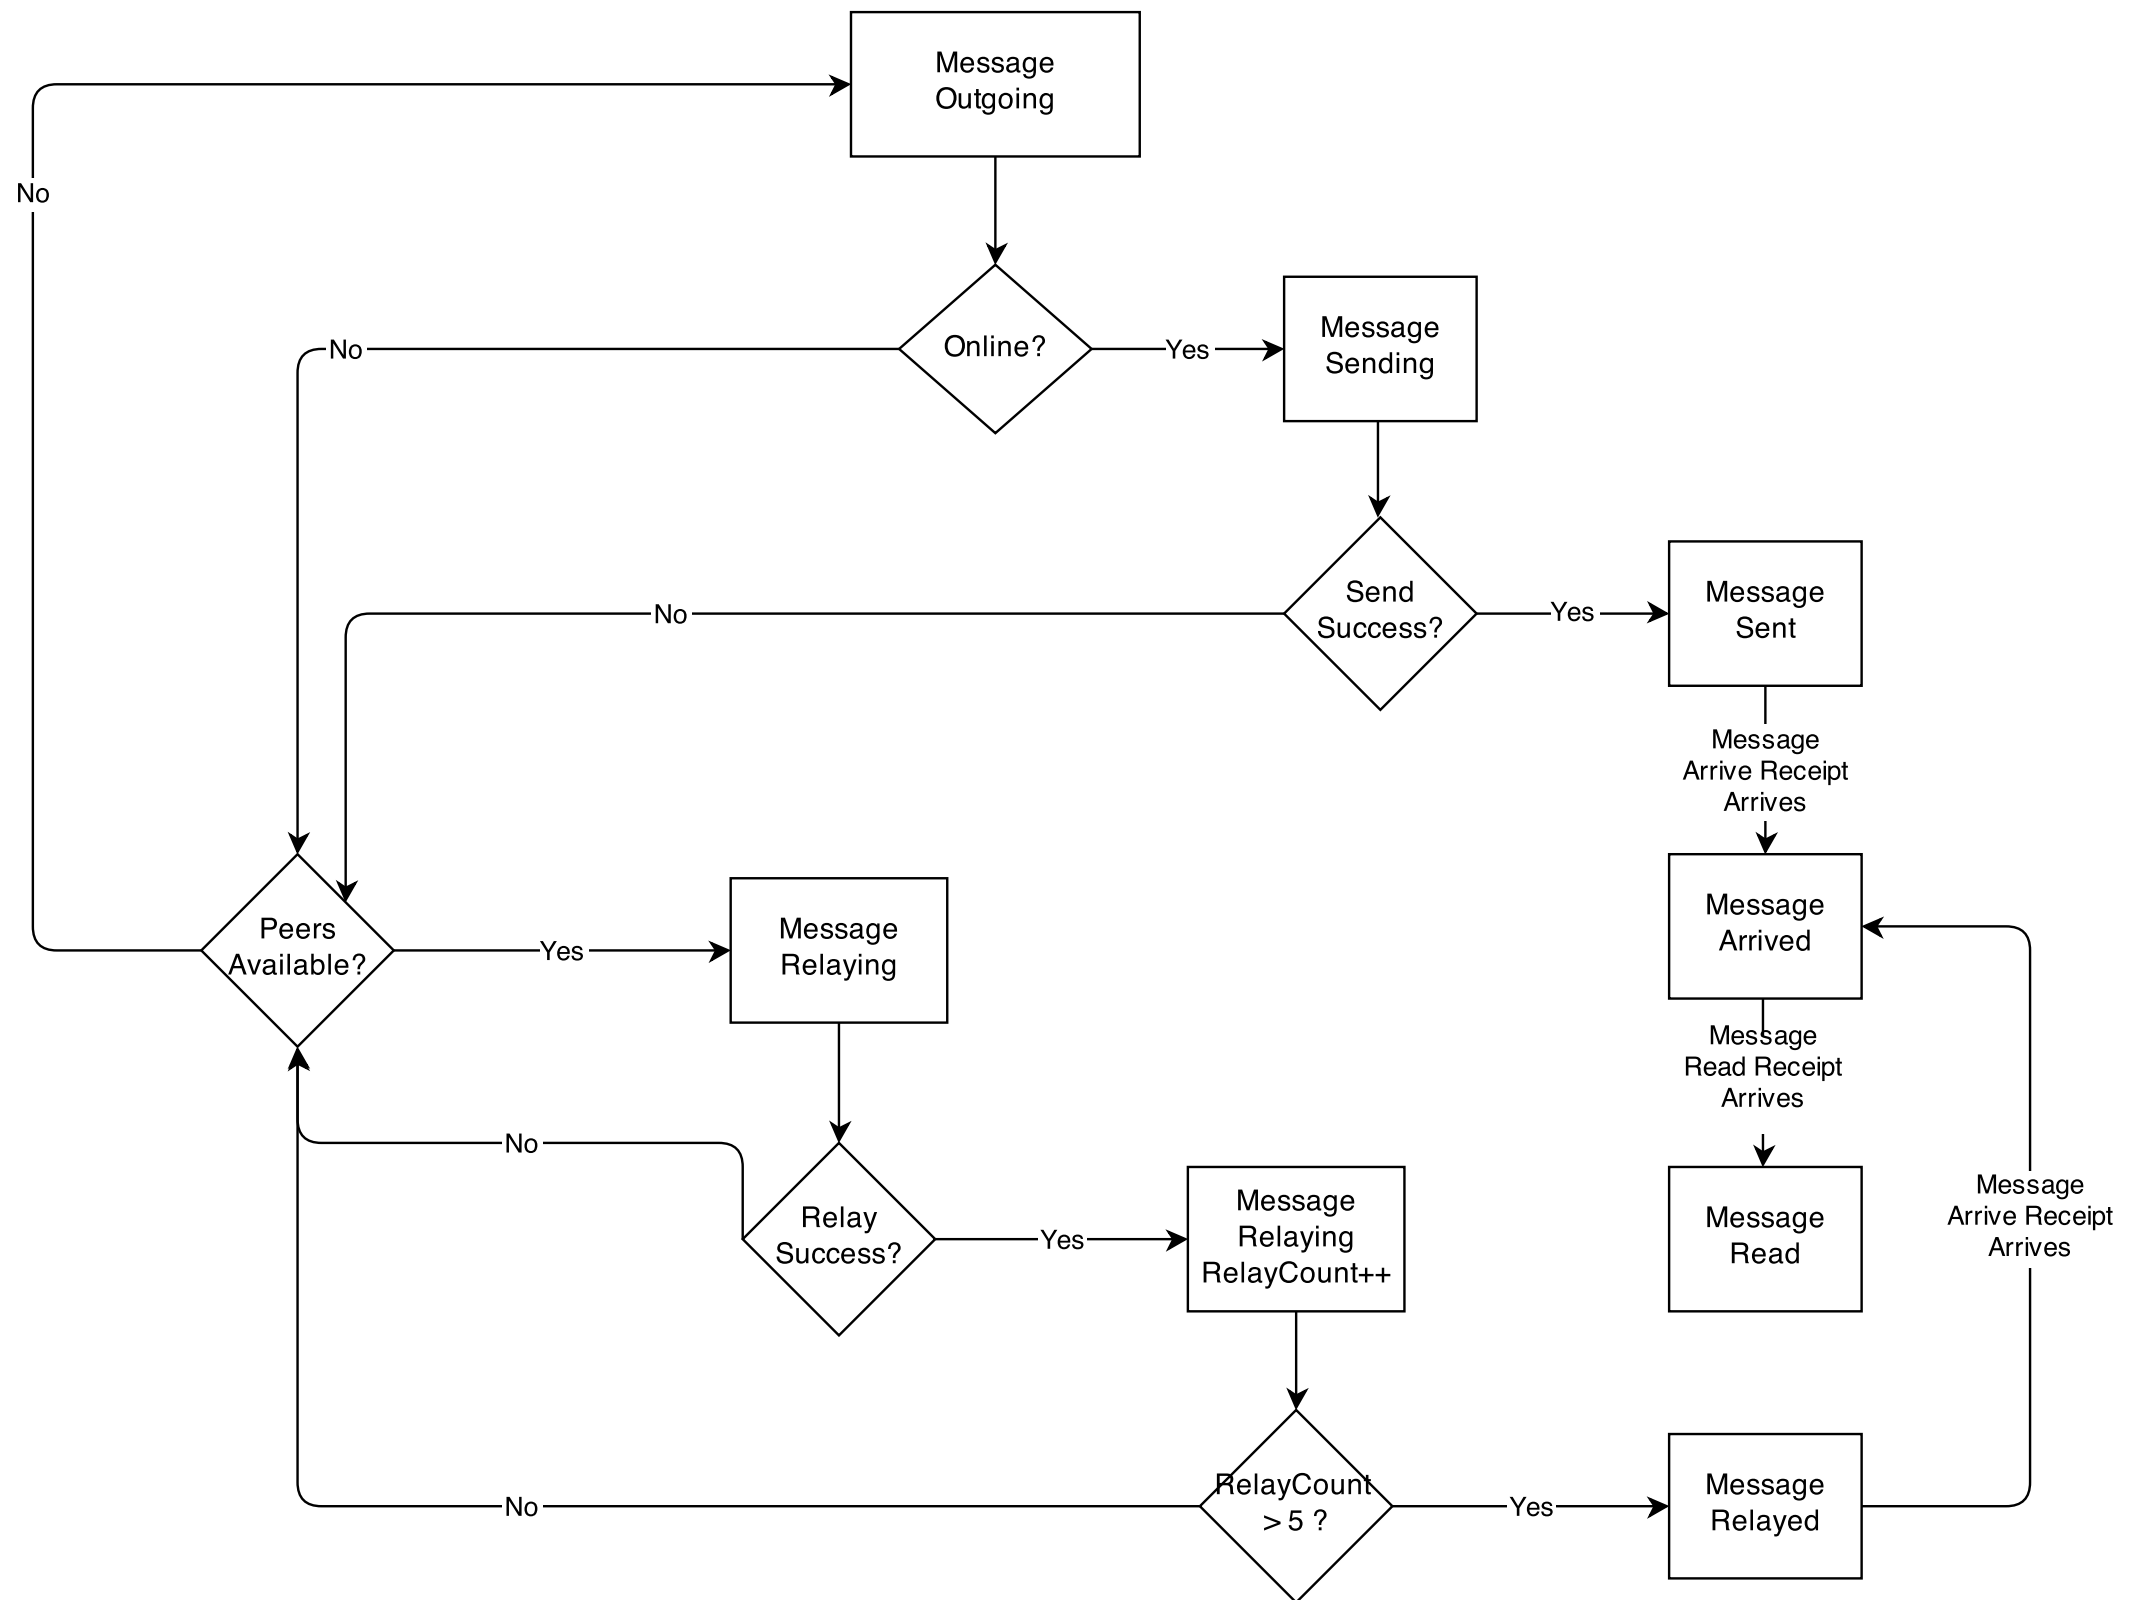 Message
Outgoing
No
Online?
No
Yes
Message
Sending
Send
Success?
No
Yes
Message
Sent
Message
Arrive Receipt
Arrives
Peers
Available?
Yes
Message
Relaying
Message
Arrived
Message
Read Receipt
Arrives
No
Relay
Success?
Yes
Message
Relaying
RelayCount++
Message
Read
Message
Arrive Receipt
Arrives
No
RelayCount
> 5 ?
Yes
Message
Relayed